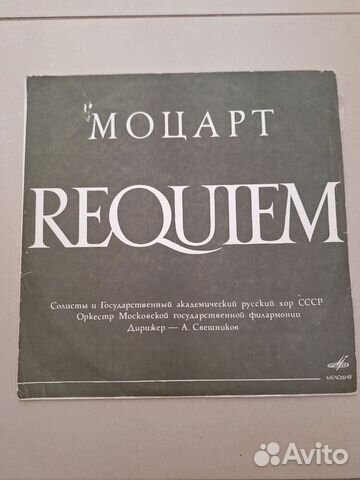 МОЦАРТ
REQUIEM
Солисты и Государственный академический русский хор СССР
Оркестр Московской государственной филармонии
Дирижер — А. Свешников
МЕЛОДИЯ
Avito